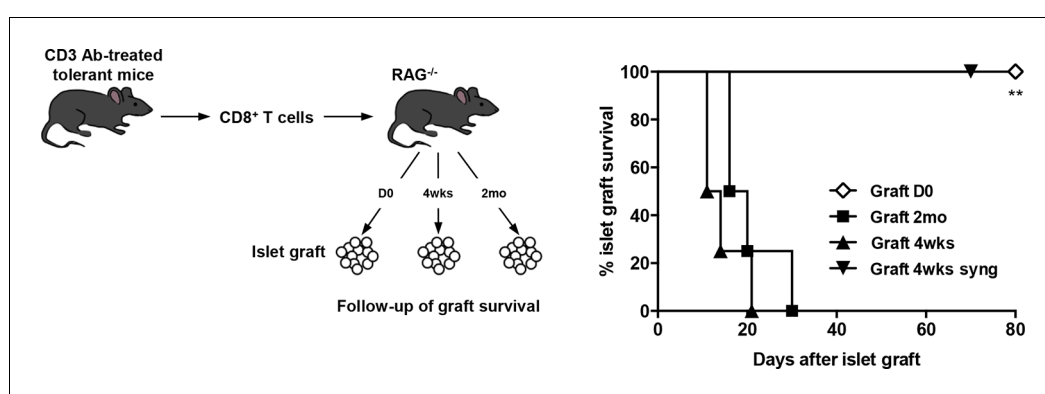 CD3 Ab-treated
tolerant mice
CD8⁺ T cells
RAG⁻/⁻
D0
4wks
2mo
Islet graft
Follow-up of graft survival
% islet graft survival
100
80
60
40
20
0
0
20
40
60
80
**
Graft D0
Graft 2mo
Graft 4wks
Graft 4wks syng
Days after islet graft